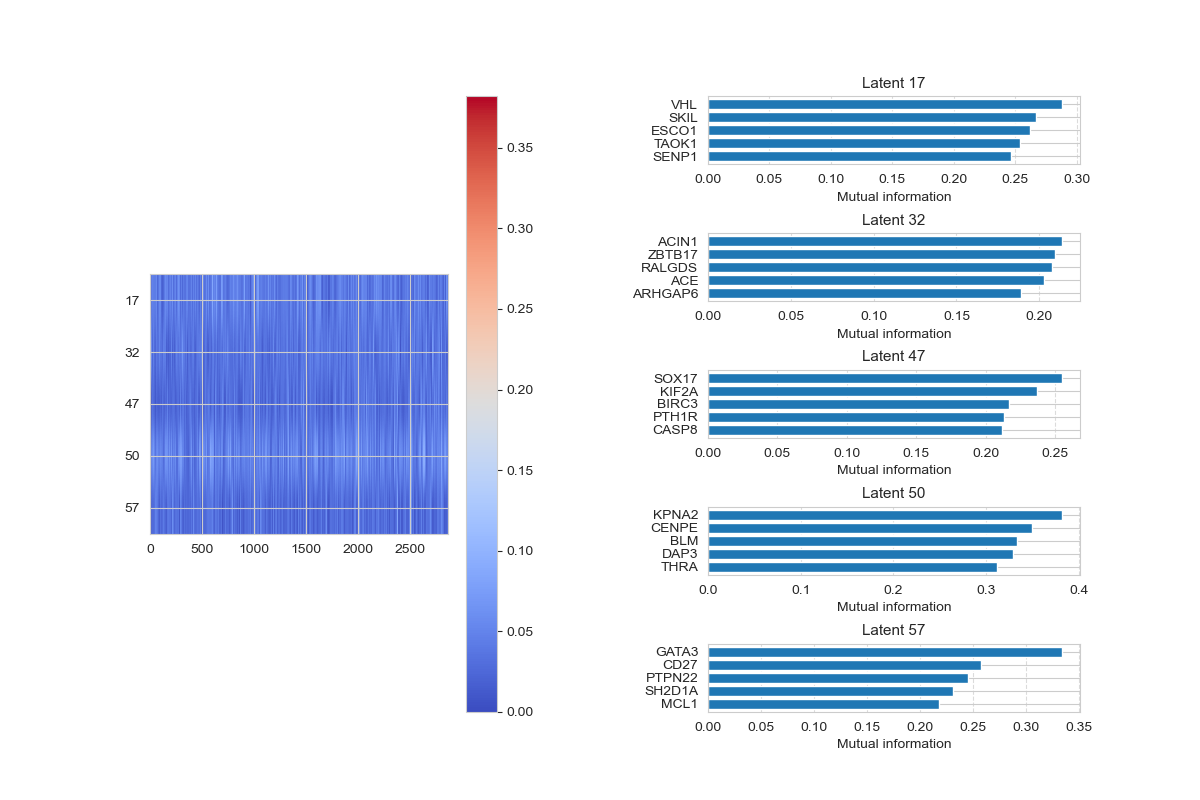 17
32
47
50
57
0 500 1000 1500 2000 2500
0.35
0.30
0.25
0.20
0.15
0.10
0.05
0.00
Latent 17
VHL
SKIL
ESCO1
TAOK1
SENP1
0.00 0.05 0.10 0.15 0.20 0.25 0.30
Mutual information
Latent 32
ACIN1
ZBTB17
RALGDS
ACE
ARHGAP6
0.00 0.05 0.10 0.15 0.20
Mutual information
Latent 47
SOX17
KIF2A
BIRC3
PTH1R
CASP8
0.00 0.05 0.10 0.15 0.20 0.25
Mutual information
Latent 50
KPNA2
CENPE
BLM
DAP3
THRA
0.0 0.1 0.2 0.3 0.4
Mutual information
Latent 57
GATA3
CD27
PTPN22
SH2D1A
MCL1
0.00 0.05 0.10 0.15 0.20 0.25 0.30 0.35
Mutual information